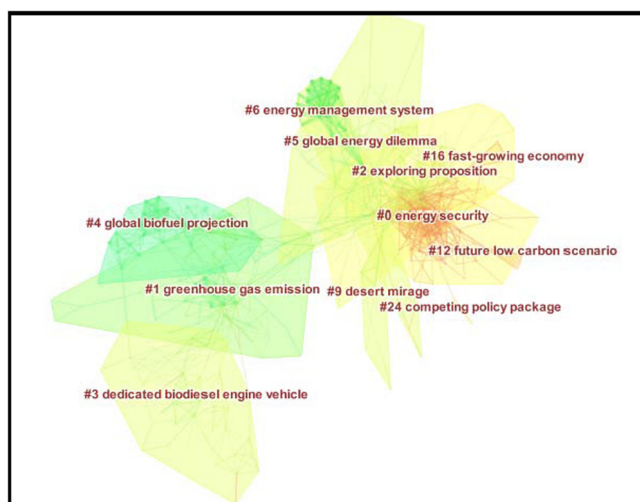 #6 energy management system
#5 global energy dilemma
#16 fast-growing economy
#2 exploring proposition
#0 energy security
#4 global biofuel projection
#12 future low carbon scenario
#1 greenhouse gas emission
#9 desert mirage
#24 competing policy package
#3 dedicated biodiesel engine vehicle